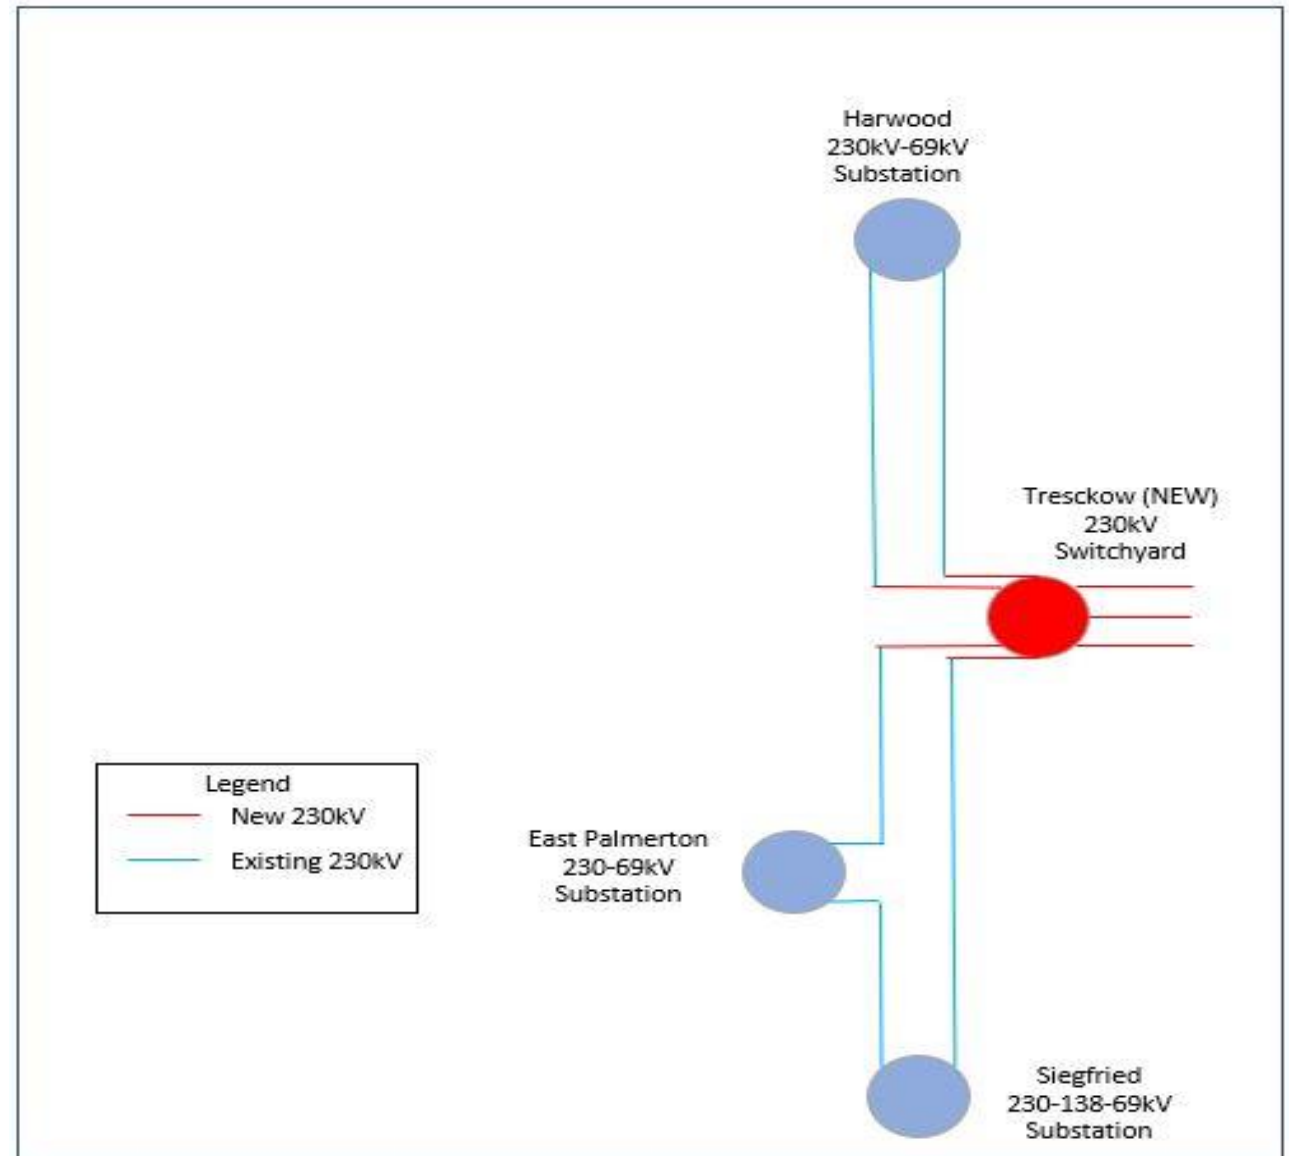 Harwood
230kV-69kV
Substation
Tresckow (NEW)
230kV
Switchyard
Legend
New 230kV
Existing 230kV
East Palmerton
230-69kV
Substation
Siegfried
230-138-69kV
Substation